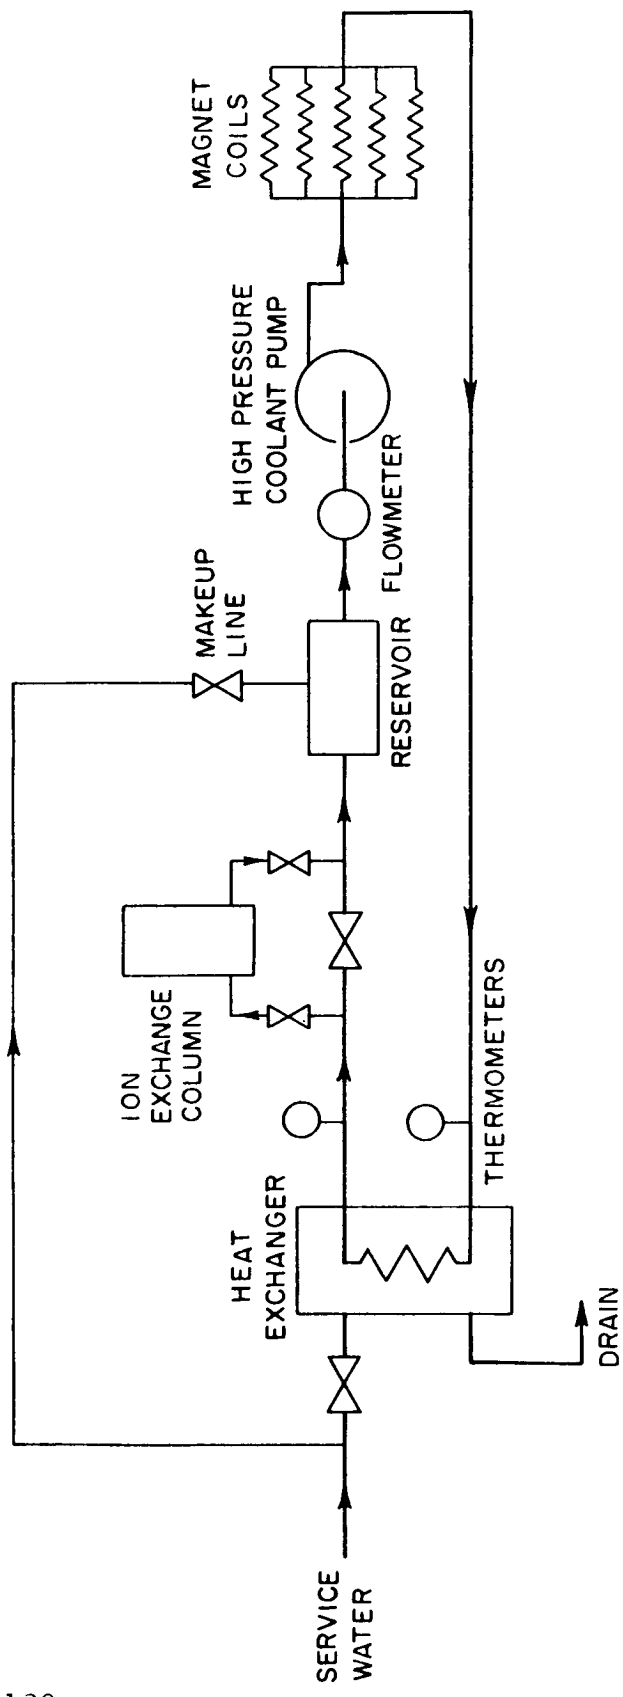 MAGNET
COILS
HIGH PRESSURE
COOLANT PUMP
FLOWMETER
MAKEUP
LINE
RESERVOIR
ION
EXCHANGE
COLUMN
THERMOMETERS
HEAT
EXCHANGER
DRAIN
SERVICE
WATER